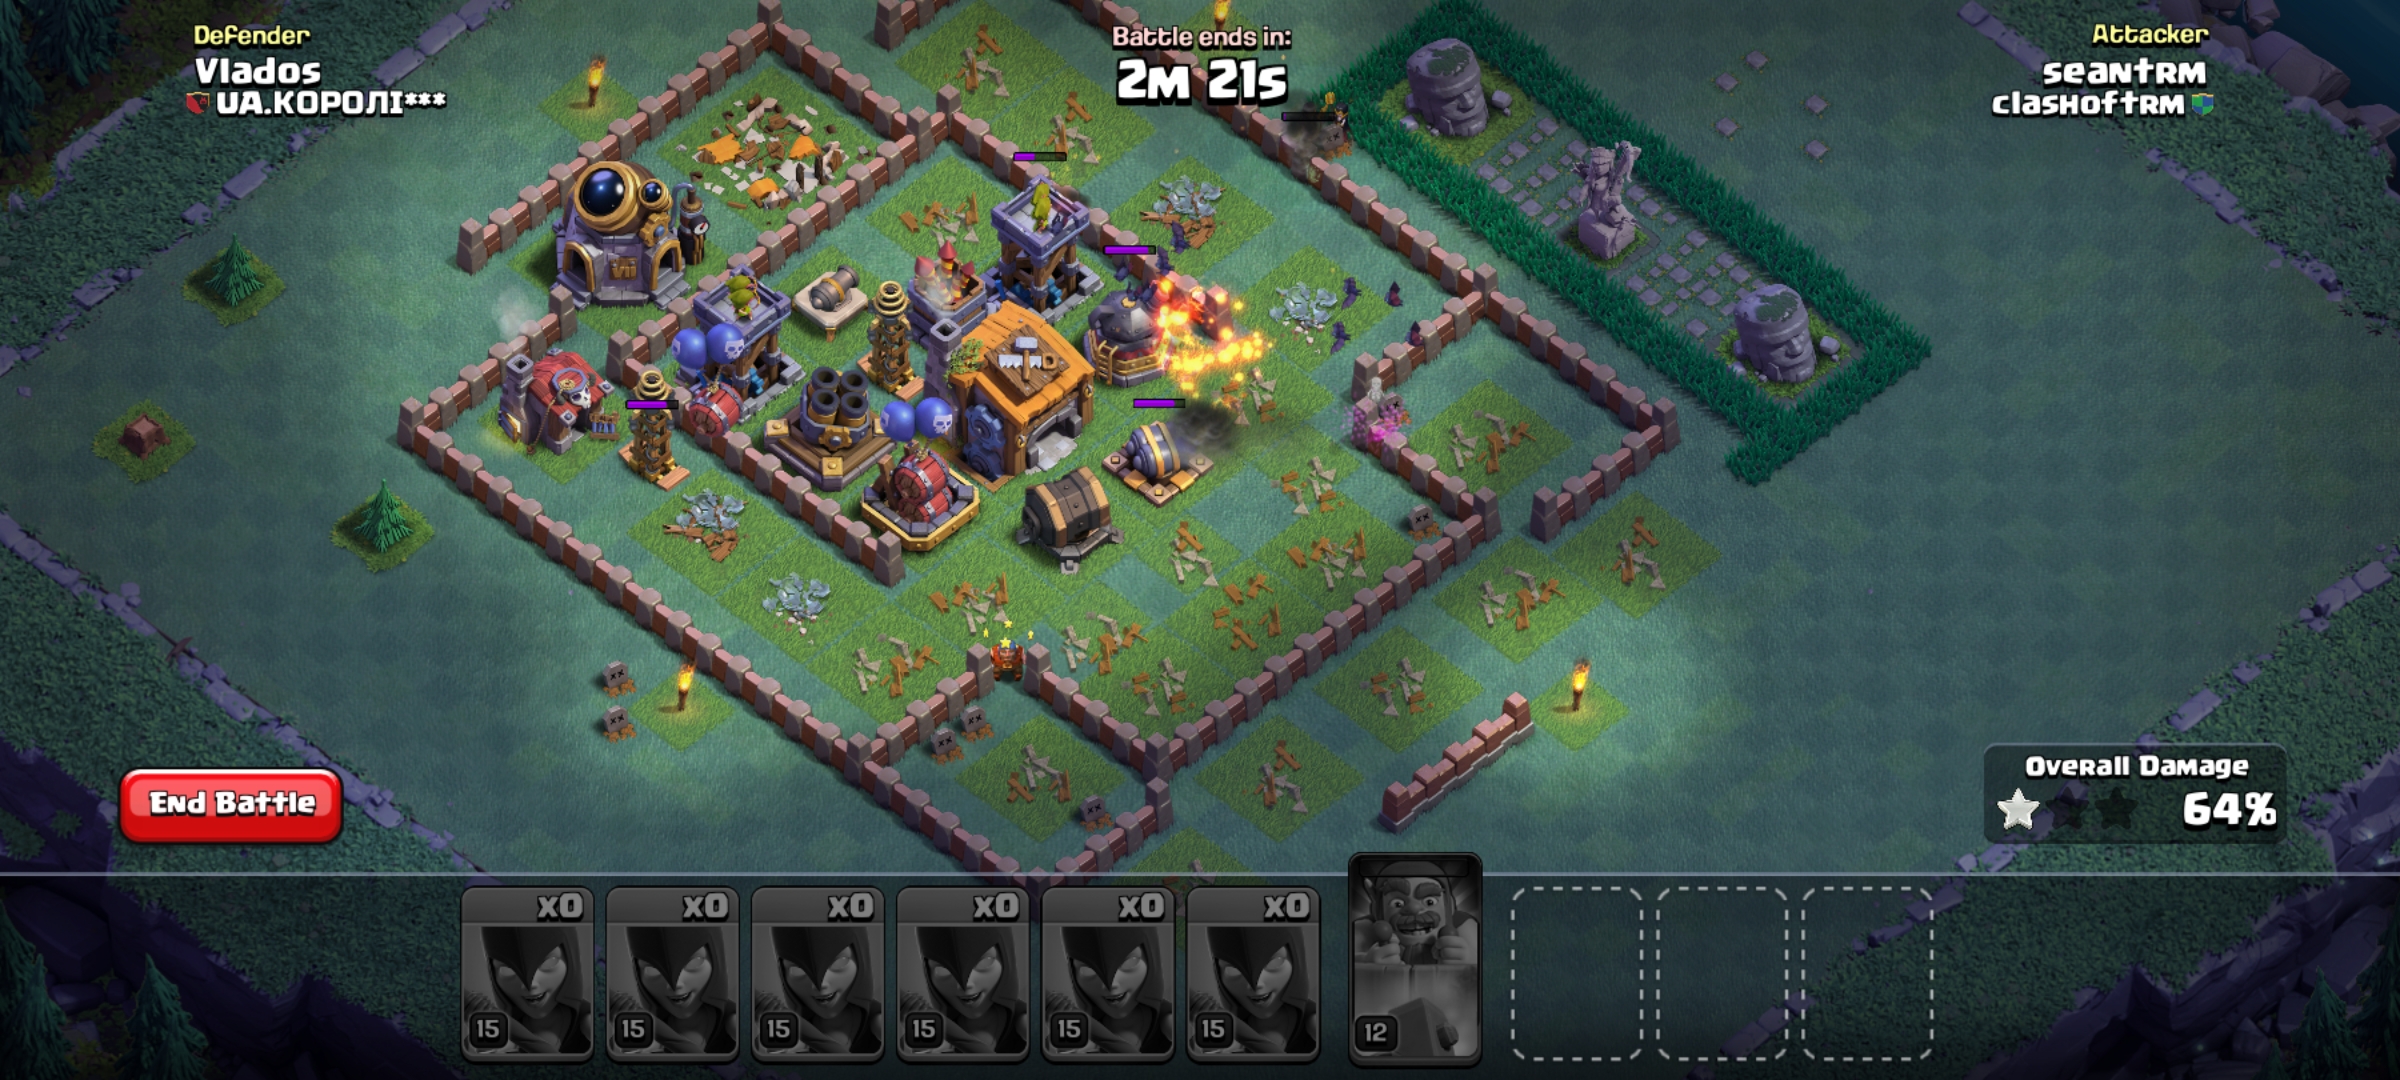 Defender
Vlados
UA.КОРОЛІ***
Battle ends in:
2M 21s
Attacker
seantRM
clashoftRM
VII
End Battle
Overall Damage
64%
x0
x0
x0
x0
x0
x0
15
15
15
15
15
15
12